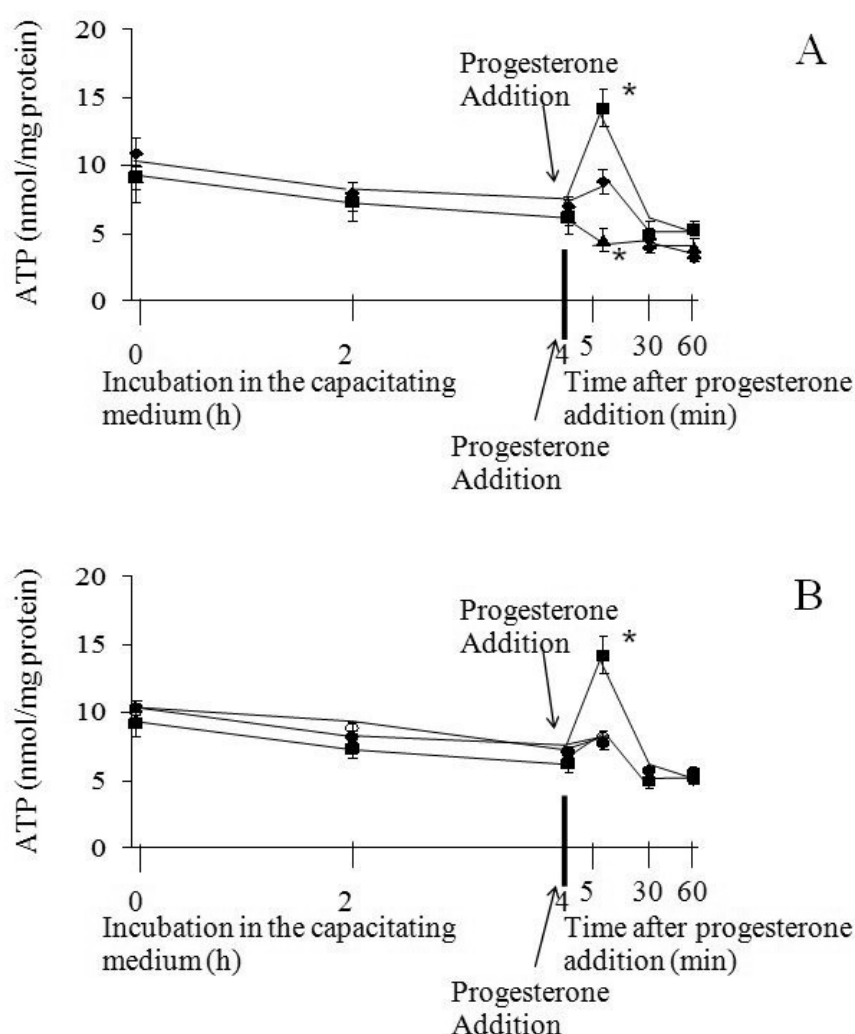 A
20
15
10
5
0
ATP (nmol/mg protein)
Progesterone
Addition
*
*
0
2
4
5
30
60
Incubation in the capacitating
medium (h)
Time after progesterone
addition (min)
Progesterone
Addition
B
20
15
10
5
0
ATP (nmol/mg protein)
Progesterone
Addition
*
0
2
4
5
30
60
Incubation in the capacitating
medium (h)
Time after progesterone
addition (min)
Progesterone
Addition